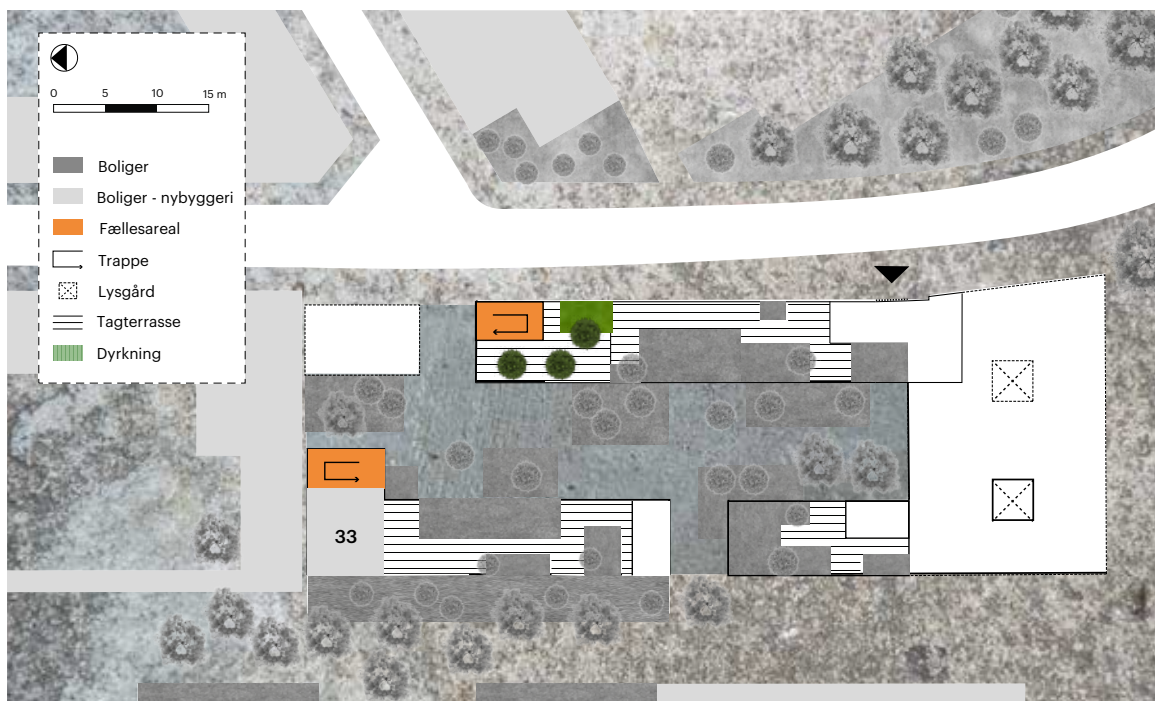 0 5 10 15 m
Boliger
Boliger - nybyggeri
Fællesareal
Trappe
Lysgård
Tagterrasse
Dyrkning
33